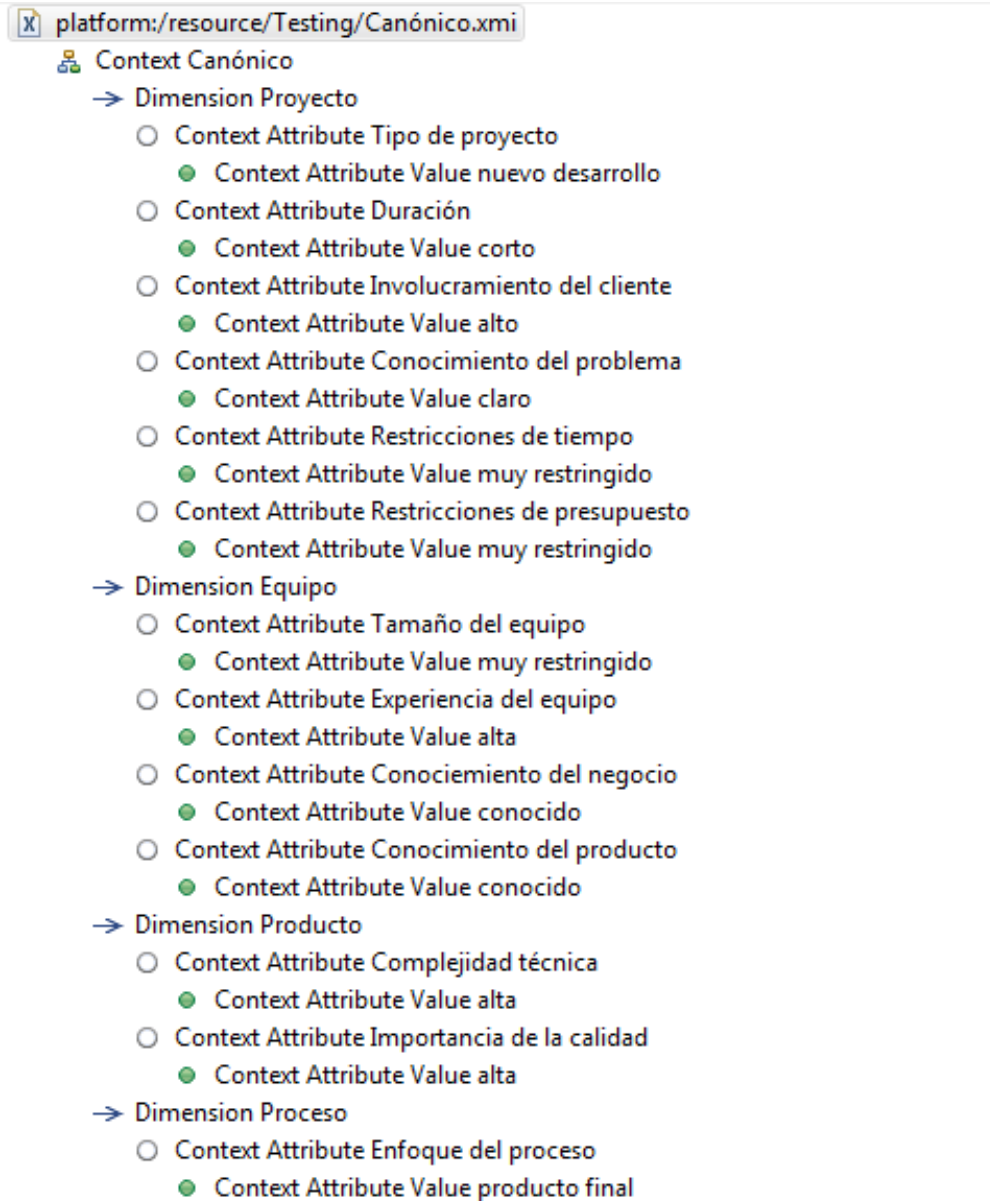 platform:/resource/Testing/Canónico.xmi
Context Canónico
Dimension Proyecto
Context Attribute Tipo de proyecto
Context Attribute Value nuevo desarrollo
Context Attribute Duración
Context Attribute Value corto
Context Attribute Involucramiento del cliente
Context Attribute Value alto
Context Attribute Conocimiento del problema
Context Attribute Value claro
Context Attribute Restricciones de tiempo
Context Attribute Value muy restringido
Context Attribute Restricciones de presupuesto
Context Attribute Value muy restringido
Dimension Equipo
Context Attribute Tamaño del equipo
Context Attribute Value muy restringido
Context Attribute Experiencia del equipo
Context Attribute Value alta
Context Attribute Conociemiento del negocio
Context Attribute Value conocido
Context Attribute Conocimiento del producto
Context Attribute Value conocido
Dimension Producto
Context Attribute Complejidad técnica
Context Attribute Value alta
Context Attribute Importancia de la calidad
Context Attribute Value alta
Dimension Proceso
Context Attribute Enfoque del proceso
Context Attribute Value producto final